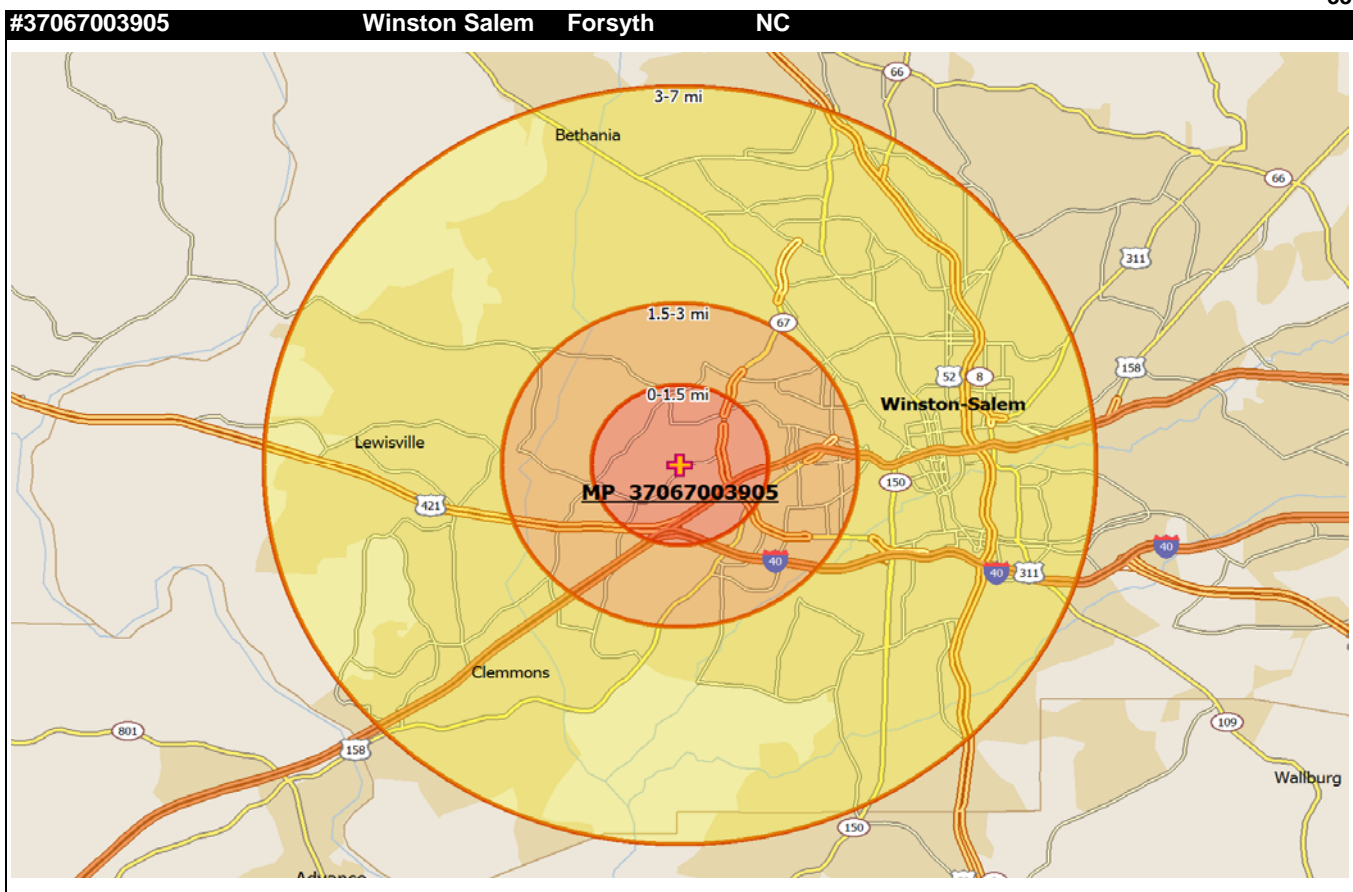 #37067003905 Winston Salem Forsyth NC
66
3-7 mi
Bethania
66
311
1.5-3 mi
67
158
52 8
0-1.5 mi
Winston-Salem
Lewisville
MP 37067003905
150
421
40
40
40 311
Clemmons
801
109
158
Wallburg
150
Advance